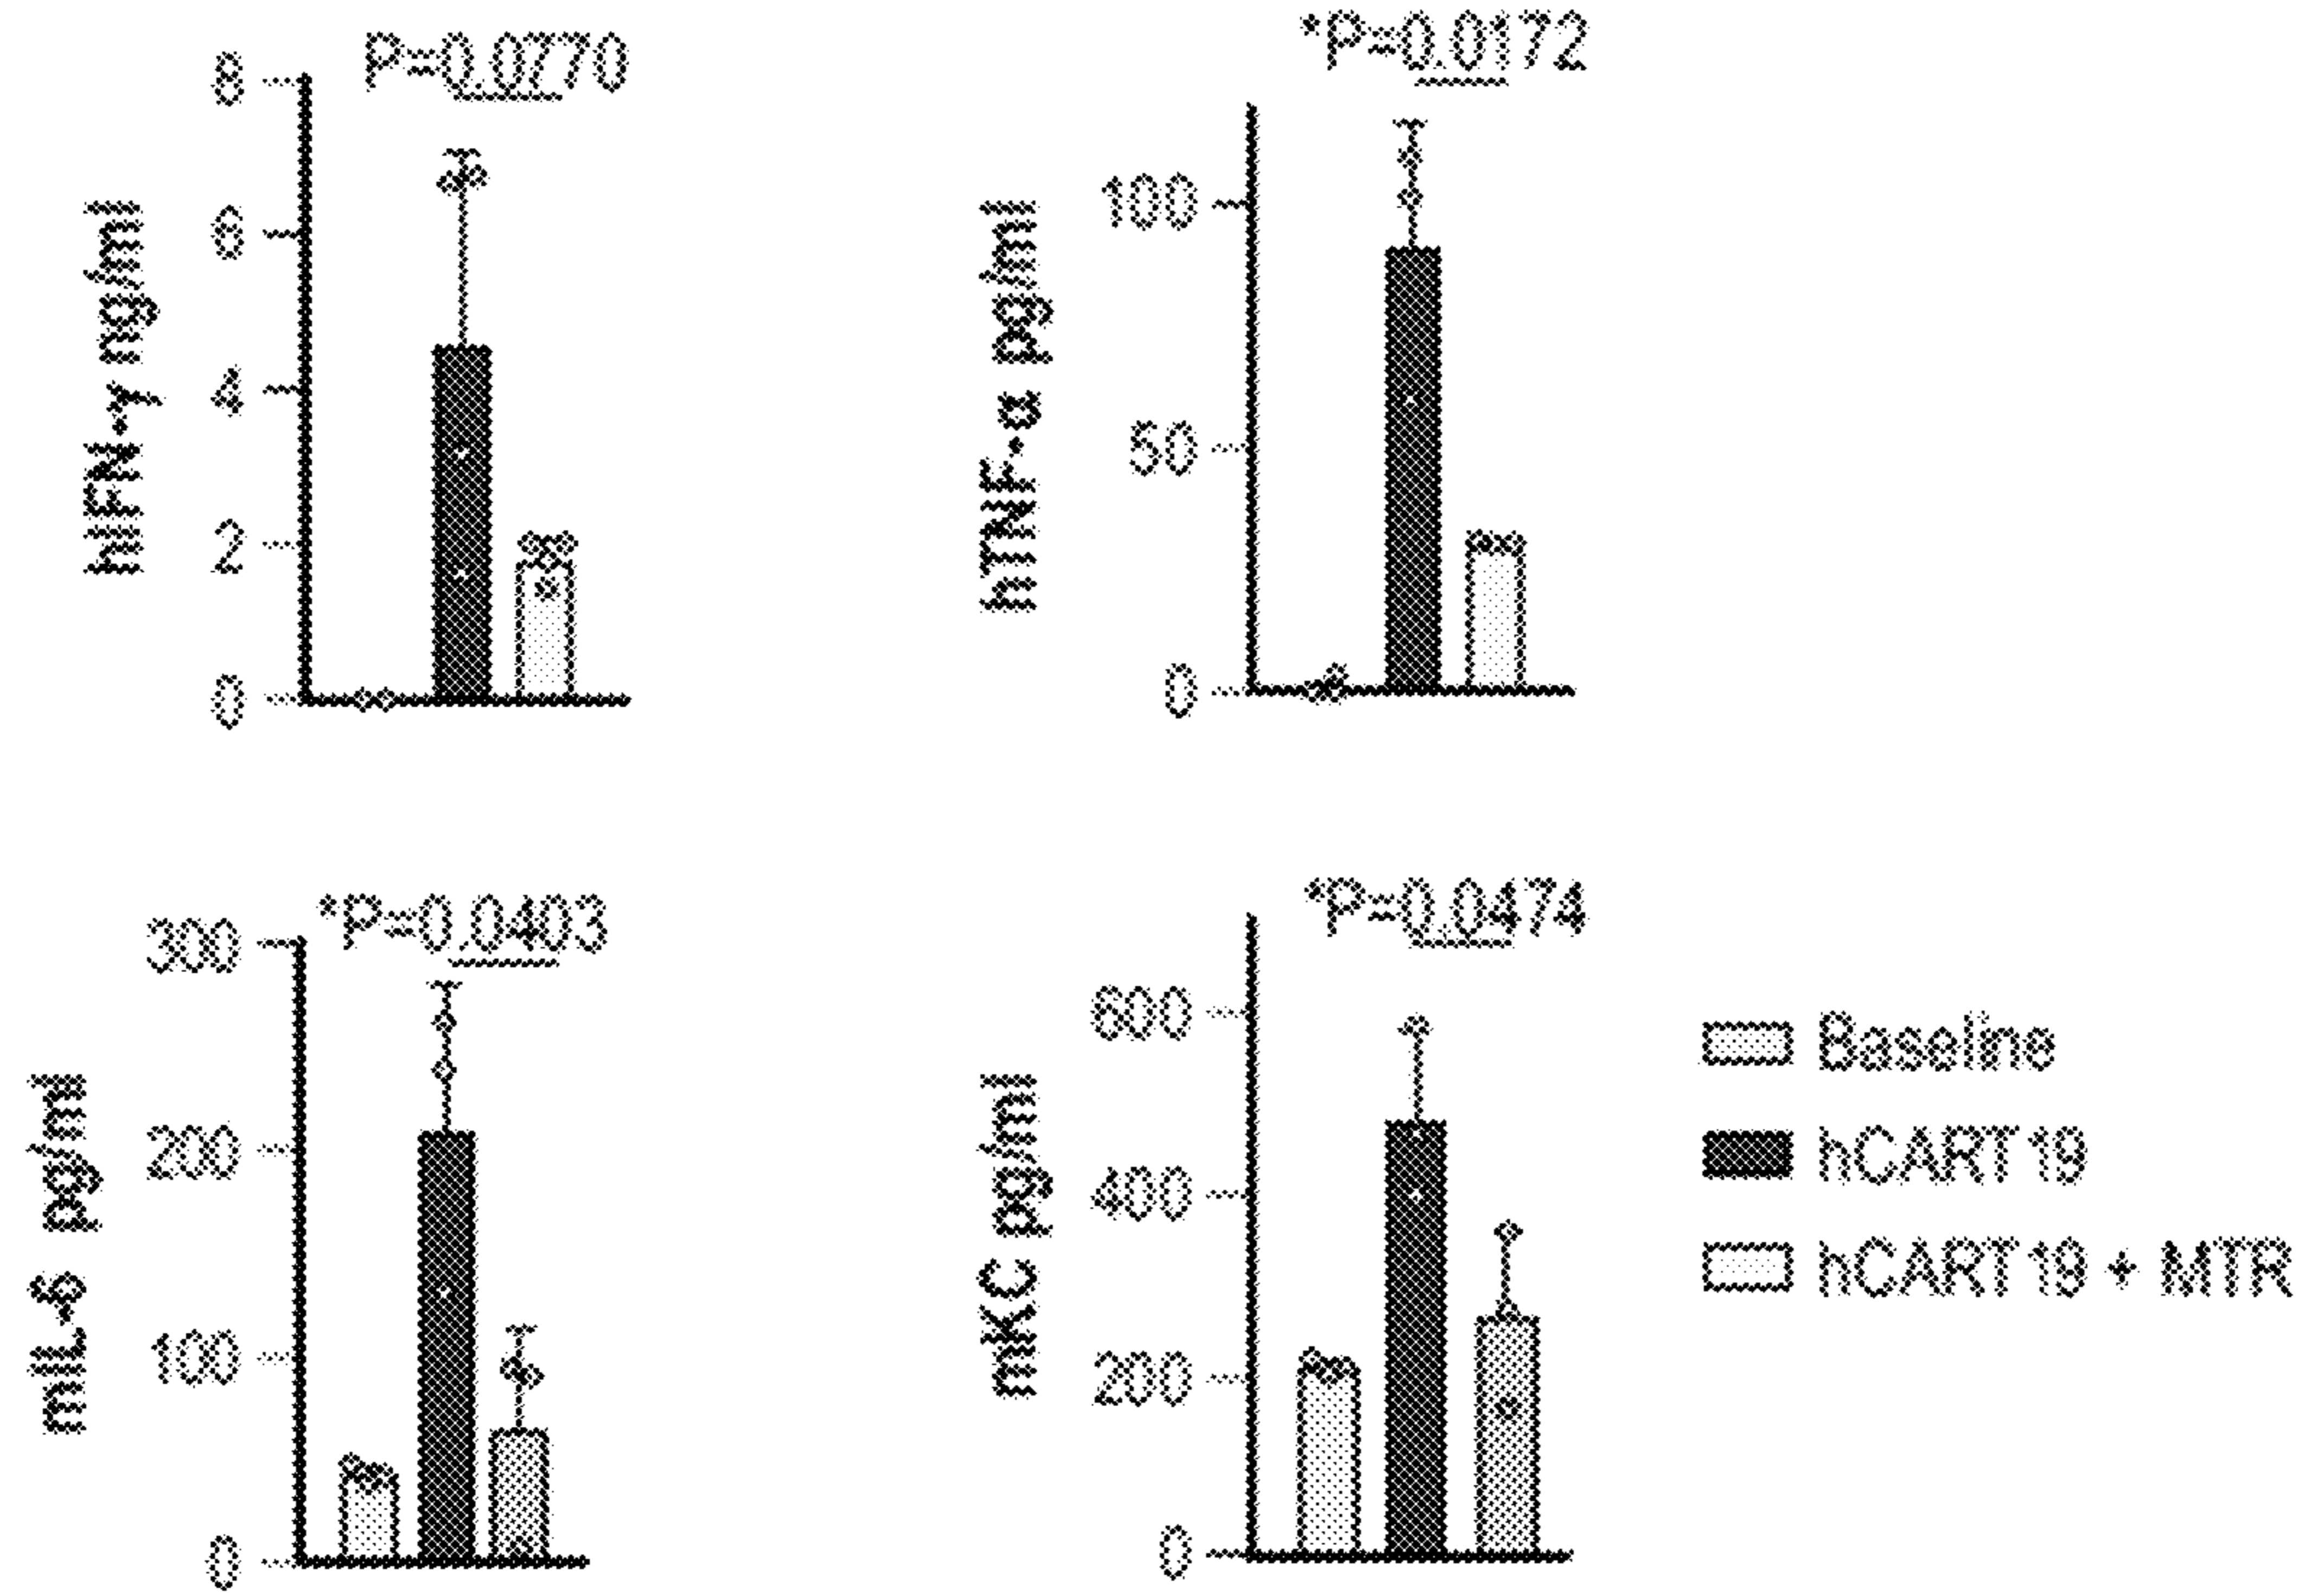 P=0.0770
hIFN-γ ng/ml
8
6
4
2
0
*P=0.0172
hTNF-α pg/ml
100
50
0
*P=0.0403
mIL-6 pg/ml
300
200
100
0
*P=0.0474
mKC pg/ml
600
400
200
0
Baseline
hCART19
hCART19 + MTR